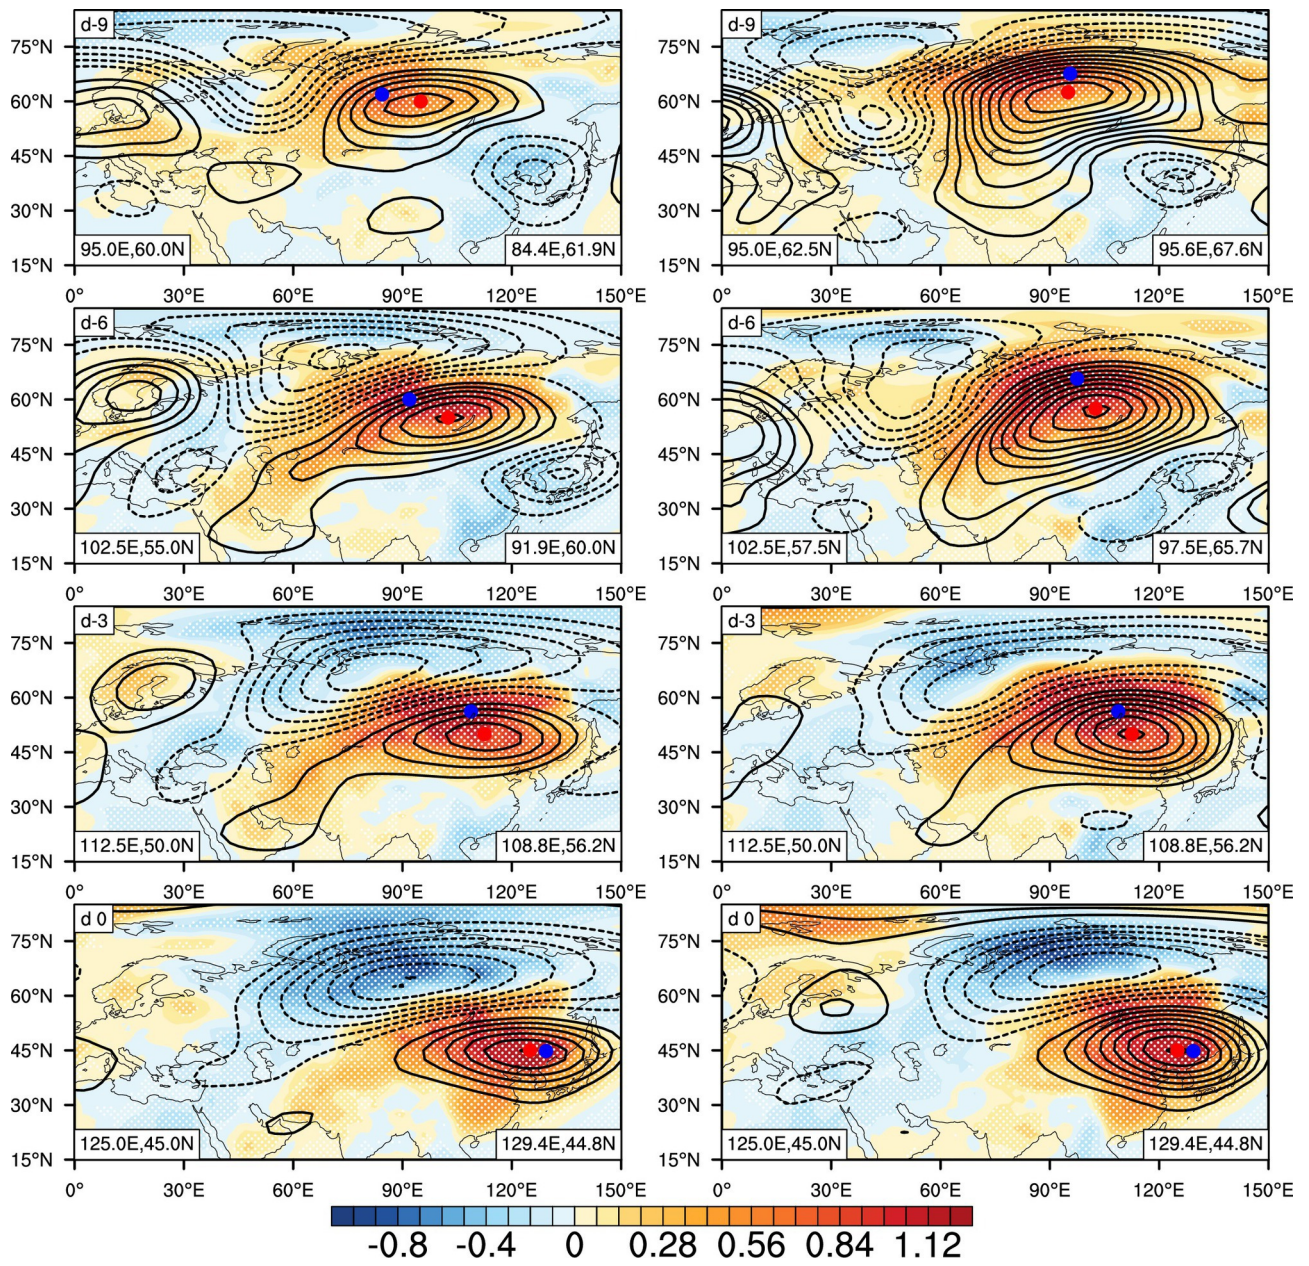 d-9
d-9
75°N
60°N
45°N
30°N
15°N
75°N
60°N
45°N
30°N
15°N
95.0E,60.0N
84.4E,61.9N
95.0E,62.5N
95.6E,67.6N
0°
30°E
60°E
90°E
120°E
150°E
0°
30°E
60°E
90°E
120°E
150°E
d-6
d-6
75°N
60°N
45°N
30°N
15°N
75°N
60°N
45°N
30°N
15°N
102.5E,55.0N
91.9E,60.0N
102.5E,57.5N
97.5E,65.7N
0°
30°E
60°E
90°E
120°E
150°E
0°
30°E
60°E
90°E
120°E
150°E
d-3
d-3
75°N
60°N
45°N
30°N
15°N
75°N
60°N
45°N
30°N
15°N
112.5E,50.0N
108.8E,56.2N
112.5E,50.0N
108.8E,56.2N
0°
30°E
60°E
90°E
120°E
150°E
0°
30°E
60°E
90°E
120°E
150°E
d 0
d 0
75°N
60°N
45°N
30°N
15°N
75°N
60°N
45°N
30°N
15°N
125.0E,45.0N
129.4E,44.8N
125.0E,45.0N
129.4E,44.8N
0°
30°E
60°E
90°E
120°E
150°E
0°
30°E
60°E
90°E
120°E
150°E
-0.8 -0.4 0 0.28 0.56 0.84 1.12